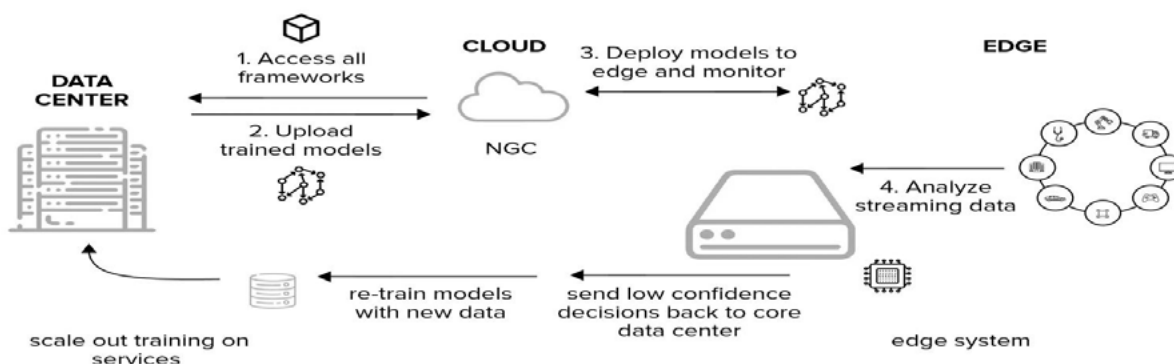 DATA
CENTER
1. Access all
frameworks
2. Upload
trained models
CLOUD
NGC
3. Deploy models to
edge and monitor
EDGE
4. Analyze
streaming data
re-train models
with new data
send low confidence
decisions back to core
data center
edge system
scale out training on
services